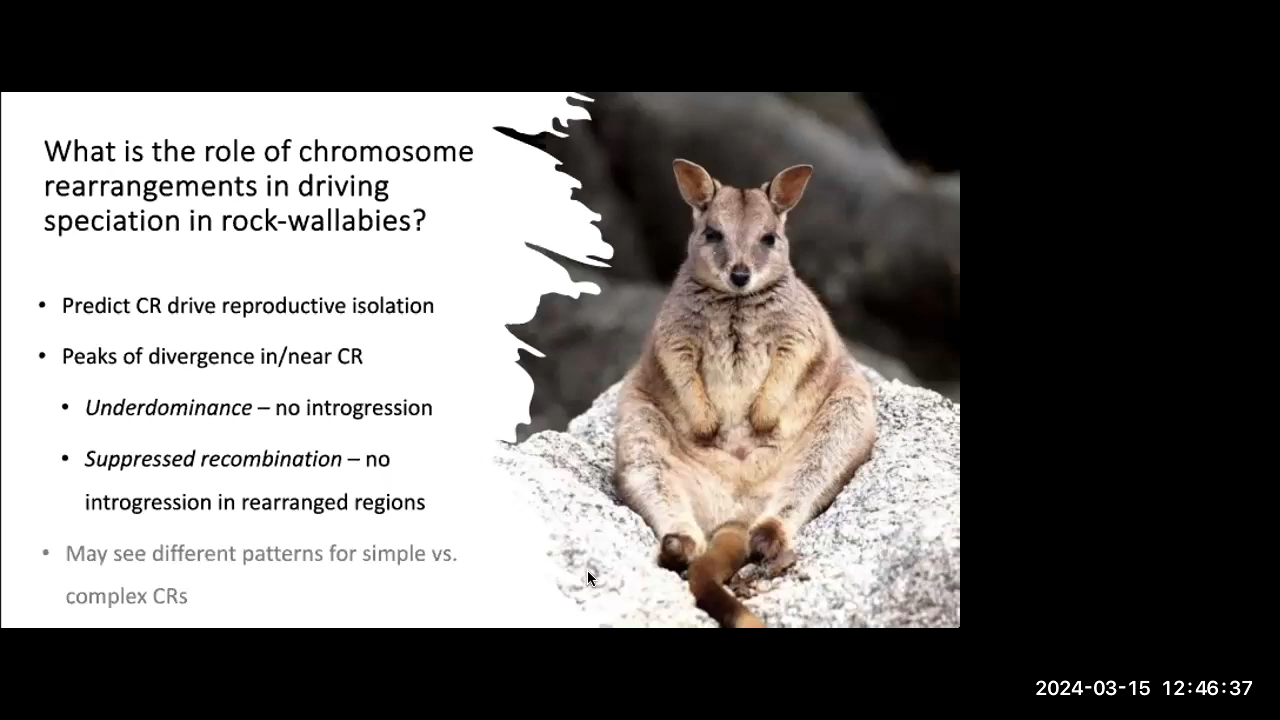 What is the role of chromosome
rearrangements in driving
speciation in rock-wallabies?
• Predict CR drive reproductive isolation
• Peaks of divergence in/near CR
• Underdominance – no introgression
• Suppressed recombination – no
introgression in rearranged regions
• May see different patterns for simple vs.
complex CRs
2024-03-15 12:46:37